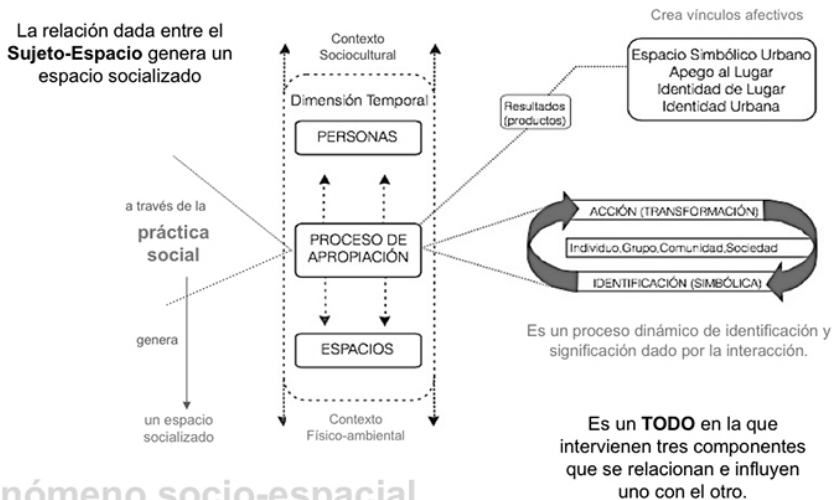 La relación dada entre el
Sujeto-Espacio genera un
espacio socializado
a través de la
práctica
social
genera
un espacio
socializado
Contexto
Sociocultural
Dimensión Temporal
PERSONAS
PROCESO DE
APROPIACIÓN
ESPACIOS
Contexto
Físico-ambiental
Resultados
(productos)
Crea vínculos afectivos
Espacio Simbólico Urbano
Apego al Lugar
Identidad de Lugar
Identidad Urbana
ACCIÓN (TRANSFORMACIÓN)
Individuo,Grupo,Comunidad,Sociedad
IDENTIFICACIÓN (SIMBÓLICA)
Es un proceso dinámico de identificación y
significación dado por la interacción.
Es un TODO en la que
intervienen tres componentes
que se relacionan e influyen
uno con el otro.
socio-espacial